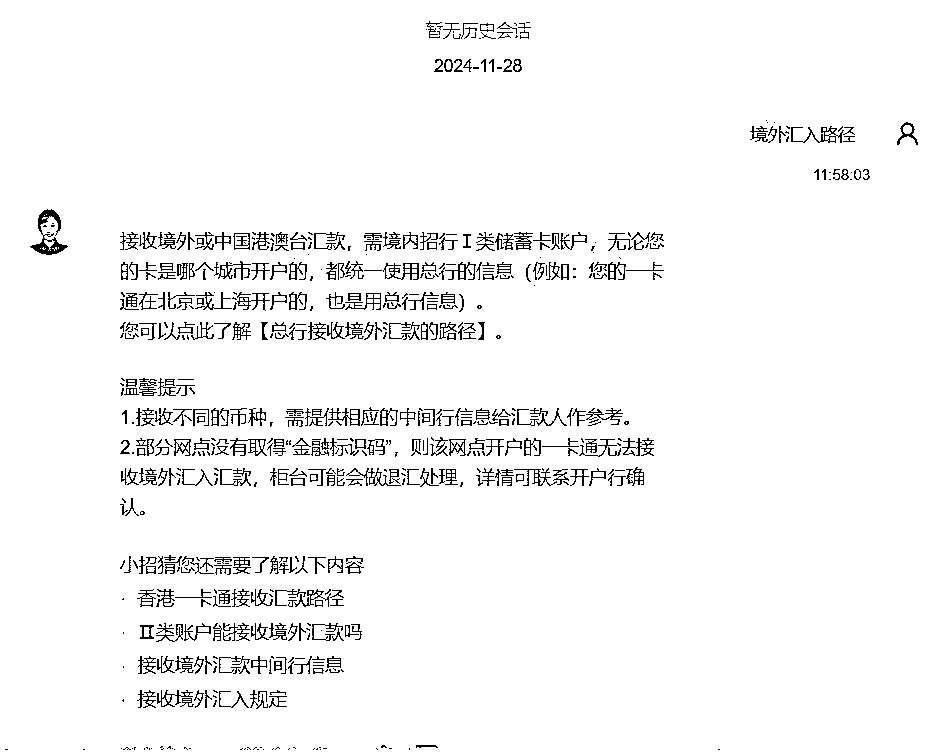 暂无历史会话
2024-11-28
境外汇入路径
11:58:03
接收境外或中国港澳台汇款，需境内招行Ⅰ类储蓄卡账户，无论您
的卡是哪个城市开户的，都统一使用总行的信息（例如：您的一卡
通在北京或上海开户的，也是用总行信息）。
您可以点此了解【总行接收境外汇款的路径】。
温馨提示
1.接收不同的币种，需提供相应的中间行信息给汇款人作参考。
2.部分网点没有取得“金融标识码”，则该网点开户的一卡通无法接
收境外汇入汇款，柜台可能会做退汇处理，详情可联系开户行确
认。
小招猜您还需要了解以下内容
· 香港一卡通接收汇款路径
· Ⅱ类账户能接收境外汇款吗
· 接收境外汇款中间行信息
· 接收境外汇入规定